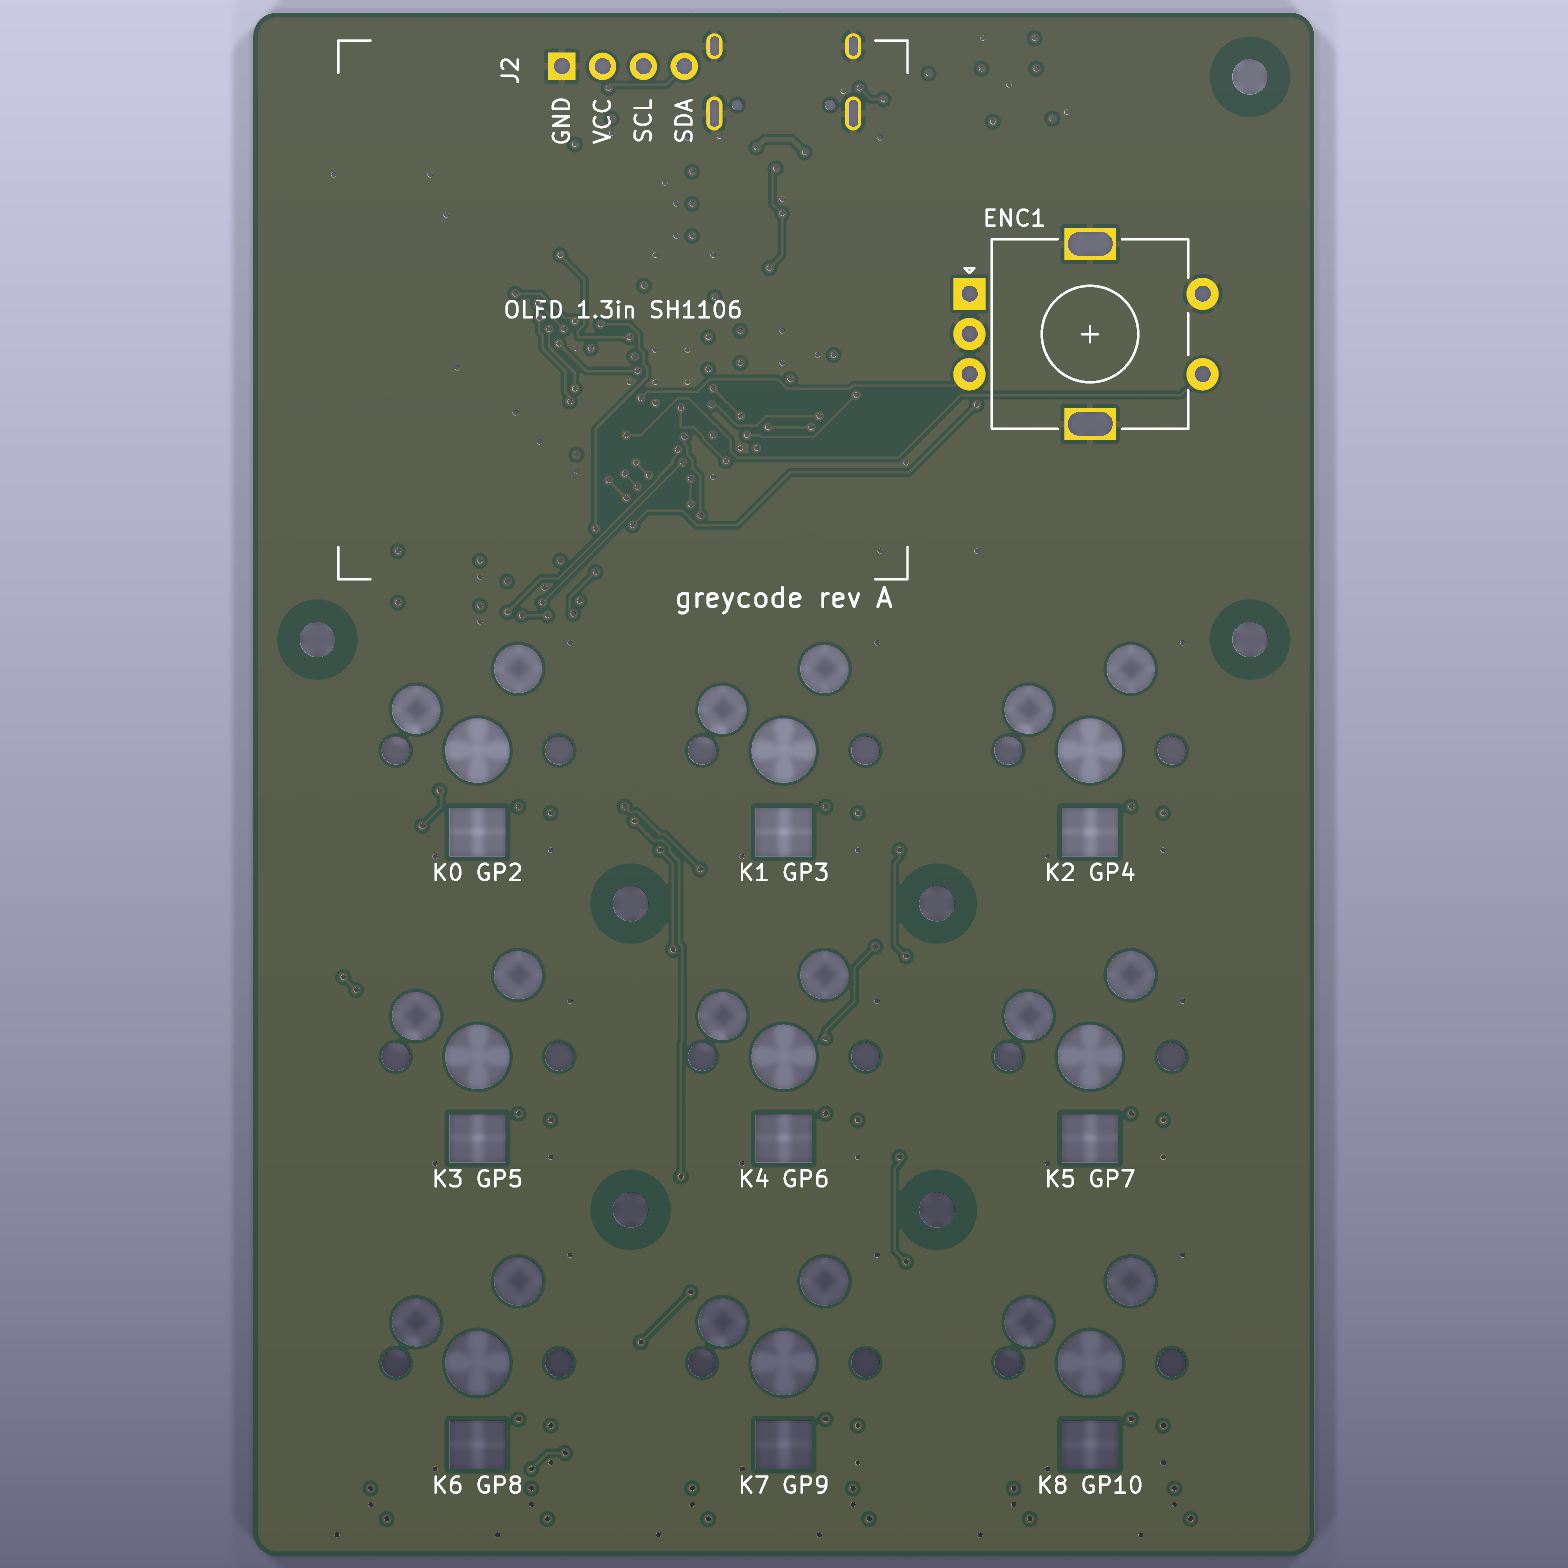 J2
GND
VCC
SCL
SDA
ENC1
OLED 1.3in SH1106
greycode rev A
K0 GP2
K1 GP3
K2 GP4
K3 GP5
K4 GP6
K5 GP7
K6 GP8
K7 GP9
K8 GP10